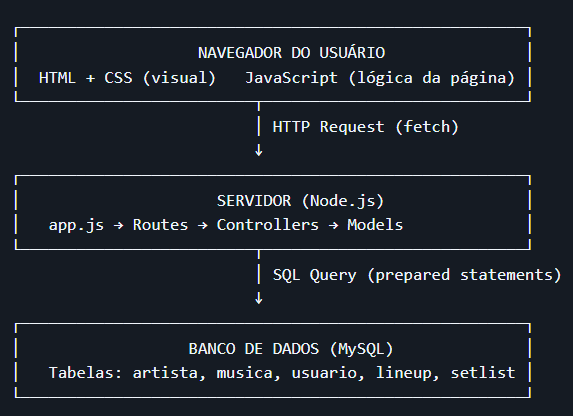 NAVEGADOR DO USUÁRIO
HTML + CSS (visual)   JavaScript (lógica da página)
HTTP Request (fetch)
↓
SERVIDOR (Node.js)
app.js → Routes → Controllers → Models
SQL Query (prepared statements)
↓
BANCO DE DADOS (MySQL)
Tabelas: artista, musica, usuario, lineup, setlist